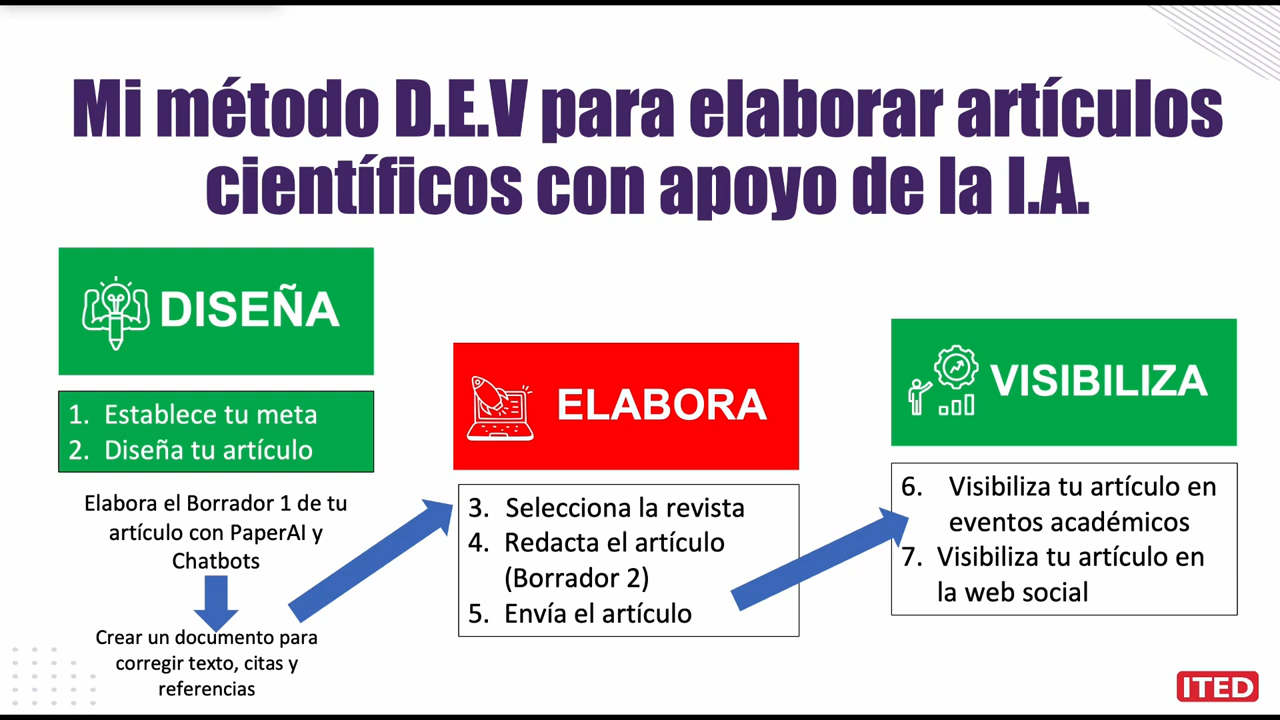 Mi método D.E.V para elaborar artículos
científicos con apoyo de la I.A.
DISEÑA
1. Establece tu meta
2. Diseña tu artículo
Elabora el Borrador 1 de tu
artículo con PaperAI y
Chatbots
Crear un documento para
corregir texto, citas y
referencias
ELABORA
3. Selecciona la revista
4. Redacta el artículo
(Borrador 2)
5. Envía el artículo
VISIBILIZA
6. Visibiliza tu artículo en
eventos académicos
7. Visibiliza tu artículo en
la web social
ITED